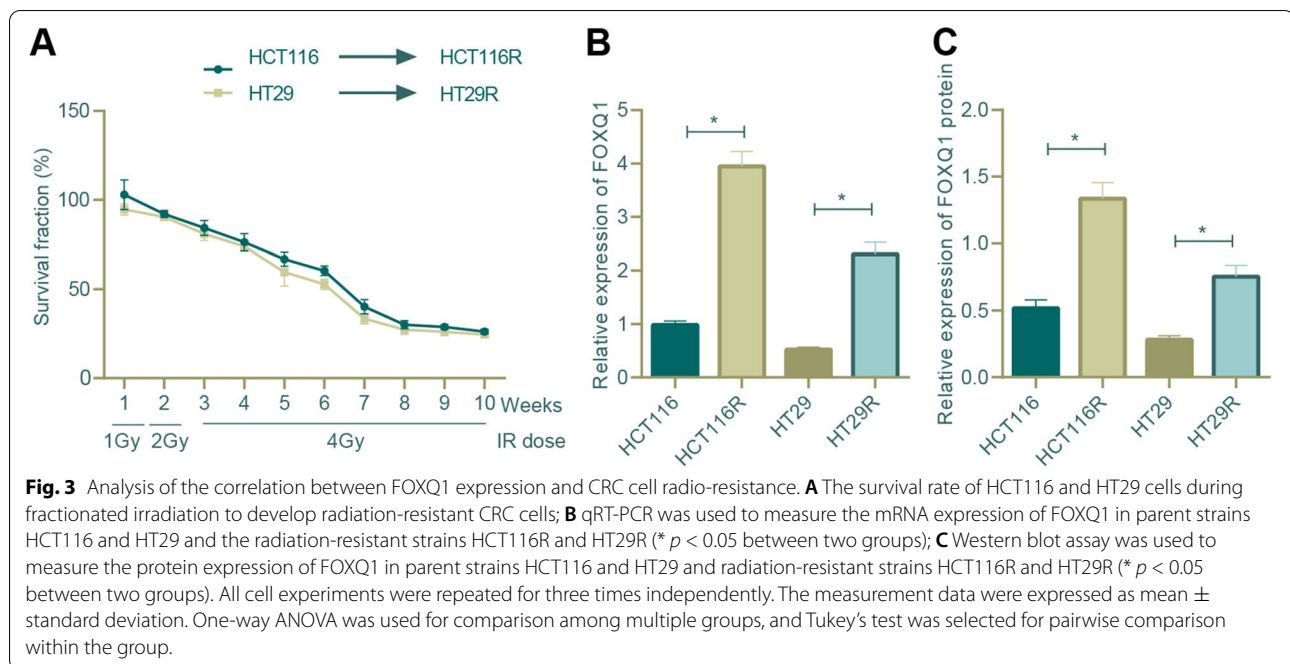 A
HCT116 HCT116R
HT29 HT29R
Survival fraction (%)
150
100
50
0
1 2 3 4 5 6 7 8 9 10 Weeks
1Gy 2Gy 4Gy IR dose
B
Relative expression of FOXQ1
5
4
3
2
1
0
* *
HCT116 HCT116R HT29 HT29R
C
Relative expression of FOXQ1 protein
2.0
1.5
1.0
0.5
0.0
* *
HCT116 HCT116R HT29 HT29R
Fig. 3 Analysis of the correlation between FOXQ1 expression and CRC cell radio-resistance. A The survival rate of HCT116 and HT29 cells during
fractionated irradiation to develop radiation-resistant CRC cells; B qRT-PCR was used to measure the mRNA expression of FOXQ1 in parent strains
HCT116 and HT29 and the radiation-resistant strains HCT116R and HT29R (* p < 0.05 between two groups); C Western blot assay was used to
measure the protein expression of FOXQ1 in parent strains HCT116 and HT29 and radiation-resistant strains HCT116R and HT29R (* p < 0.05
between two groups). All cell experiments were repeated for three times independently. The measurement data were expressed as mean ±
standard deviation. One-way ANOVA was used for comparison among multiple groups, and Tukey's test was selected for pairwise comparison
within the group.